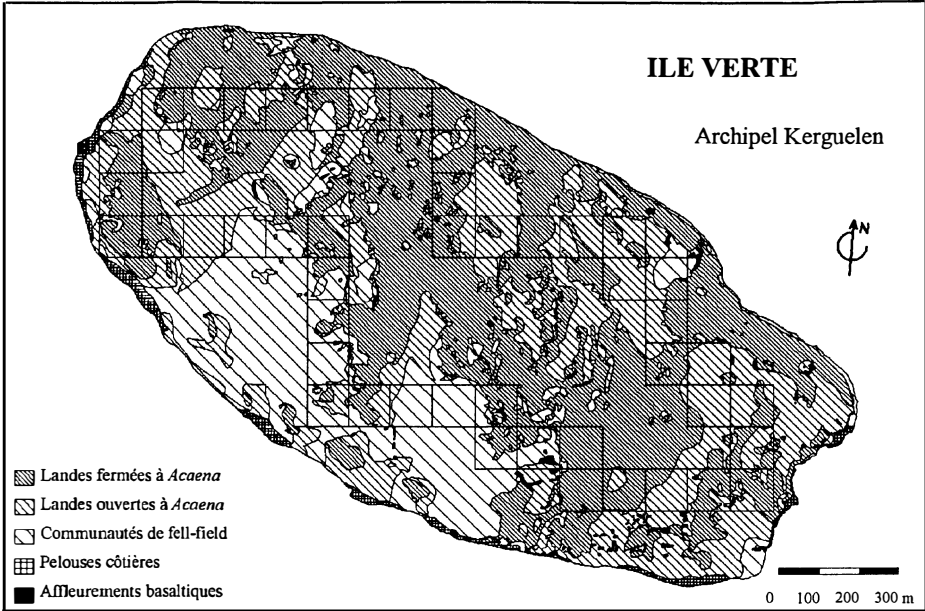 ILE VERTE
Archipel Kerguelen
N
Landes fermées à Acaena
Landes ouvertes à Acaena
Communautés de fell-field
Pelouses côtières
Affleurements basaltiques
0 100 200 300 m